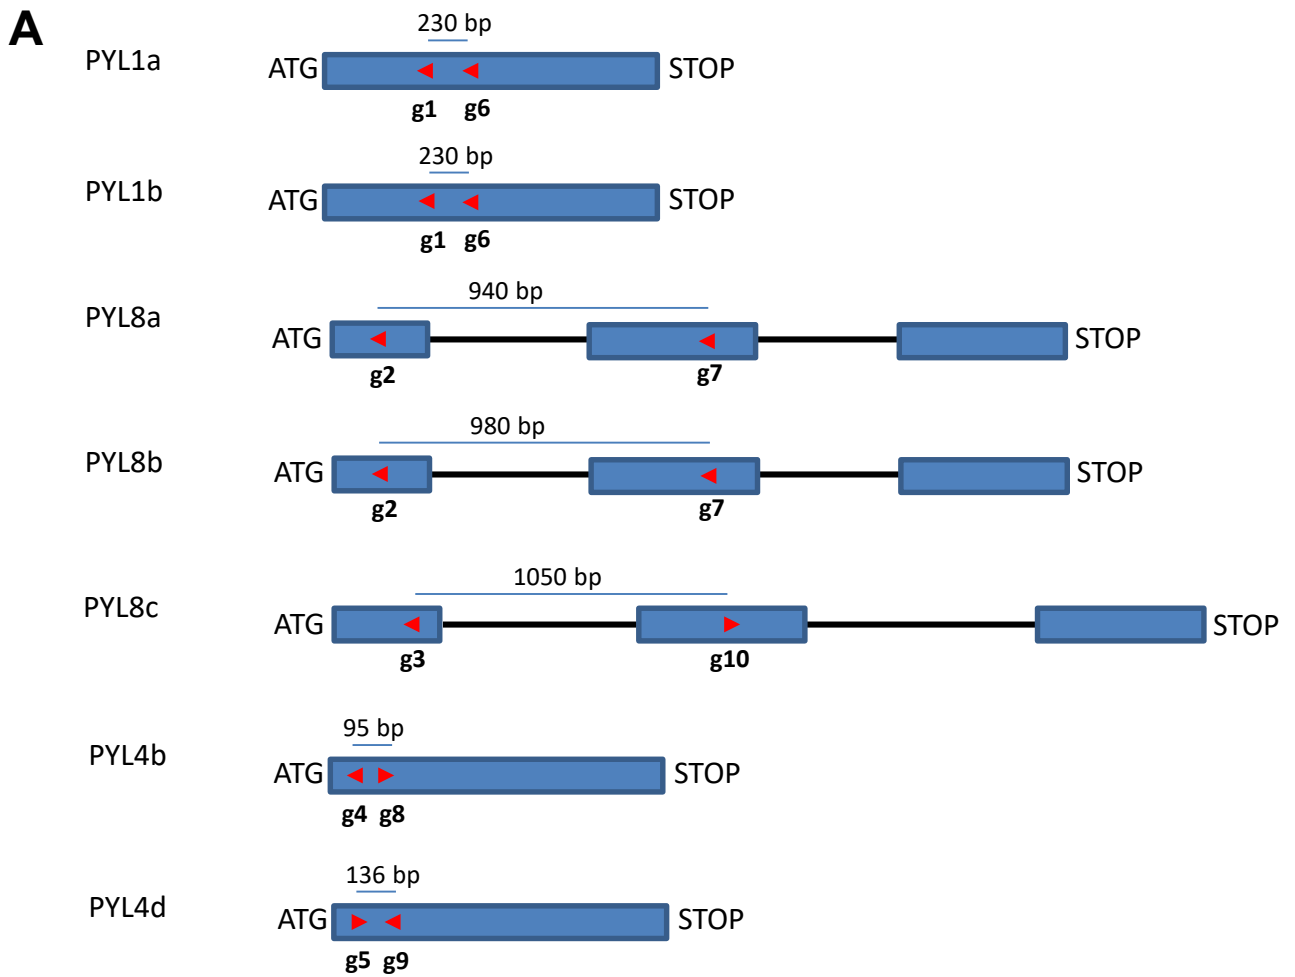 A
230 bp
PYL1a
ATG STOP
g1 g6
230 bp
PYL1b
ATG STOP
g1 g6
940 bp
PYL8a
ATG STOP
g2 g7
980 bp
PYL8b
ATG STOP
g2 g7
1050 bp
PYL8c
ATG STOP
g3 g10
95 bp
PYL4b
ATG STOP
g4 g8
136 bp
PYL4d
ATG STOP
g5 g9